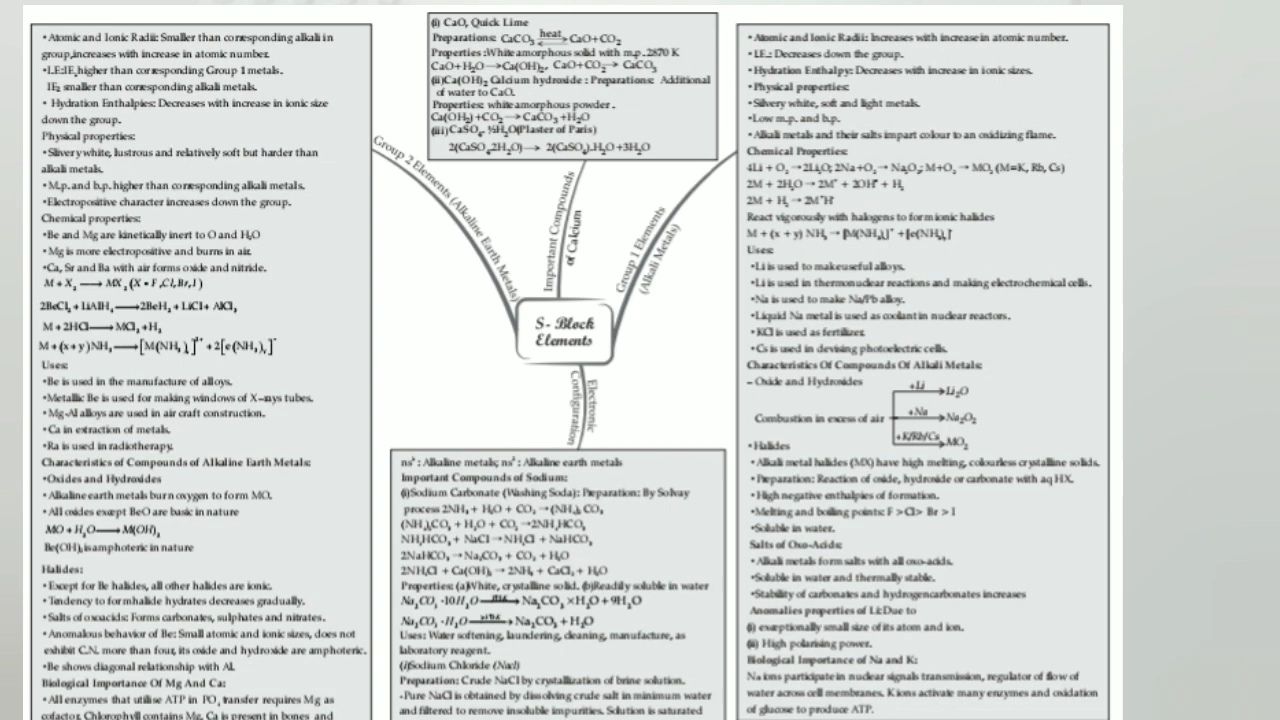 • Atomic and Ionic Radii: Smaller than corresponding alkali in
group, increases with increase in atomic number.
• I.E: IE₁ higher than corresponding Group 1 metals.
IE₂ smaller than corresponding alkali metals.
• Hydration Enthalpies: Decreases with increase in ionic size
down the group.
Physical properties:
• Silvery white, lustrous and relatively soft but harder than
alkali metals.
• M.p. and b.p. higher than corresponding alkali metals.
• Electropositive character increases down the group.
Chemical properties:
• Be and Mg are kinetically inert to O and H₂O
• Mg is more electropositive and burns in air.
• Ca, Sr and Ba with air forms oxide and nitride.
M + X₂ → MX₂ (X = F, Cl, Br, I)
2BeCl₂ + LiAlH₄ → 2BeH₂ + LiCl + AlCl₃
M + 2HCl → MCl₂ + H₂
M + (x+y)NH₃ → [M(NH₃)ₓ]²⁺ + 2[e(NH₃)ᵧ]⁻
Uses:
• Be is used in the manufacture of alloys.
• Metallic Be is used for making windows of X–rays tubes.
• Mg-Al alloys are used in air craft construction.
• Ca in extraction of metals.
• Ra is used in radiotherapy.
Characteristics of Compounds of Alkaline Earth Metals:
• Oxides and Hydroxides
• Alkaline earth metals burn oxygen to form MO.
• All oxides except BeO are basic in nature
MO + H₂O → M(OH)₂
Be(OH)₂ is amphoteric in nature
Halides:
• Except for Be halides, all other halides are ionic.
• Tendency to form halide hydrates decreases gradually.
• Salts of oxoacids: Forms carbonates, sulphates and nitrates.
• Anomalous behavior of Be: Small atomic and ionic sizes, does not
exhibit C.N. more than four, its oxide and hydroxide are amphoteric.
• Be shows diagonal relationship with Al.
Biological Importance Of Mg And Ca:
• All enzymes that utilise ATP in PO₄ transfer requires Mg as
cofactor. Chlorophyll contains Mg. Ca is present in bones and
(i) CaO, Quick Lime
Preparations: CaCO₃ ⇌ heat CaO+CO₂
Properties: White amorphous solid with m.p. 2870 K
CaO+H₂O → Ca(OH)₂, CaO+CO₂ → CaCO₃
(ii) Ca(OH)₂ Calcium hydroxide : Preparations: Additional
of water to CaO.
Properties: white amorphous powder.
Ca(OH₂) + CO₂ → CaCO₃ + H₂O
(iii) CaSO₄. ½H₂O (Plaster of Paris)
2(CaSO₄.2H₂O) → 2(CaSO₄).H₂O +3H₂O
Group 2 Elements (Alkaline Earth Metals)
Important Compounds
of Calcium
Group 1 Elements
(Alkali Metals)
S- Block
Elements
Electronic
Configuration
ns¹ : Alkaline metals; ns² : Alkaline earth metals
Important Compounds of Sodium:
(i) Sodium Carbonate (Washing Soda): Preparation: By Solvay
process 2NH₃ + H₂O + CO₂ → (NH₄)₂ CO₃
(NH₄)₂CO₃ + H₂O + CO₂ → 2NH₄HCO₃
NH₄HCO₃ + NaCl → NH₄Cl + NaHCO₃
2NaHCO₃ → Na₂CO₃ + CO₂ + H₂O
2NH₄Cl + Ca(OH)₂ → 2NH₃ + CaCl₂ + H₂O
Properties: (a) White, crystalline solid. (b) Readily soluble in water
Na₂CO₃ ·10H₂O → Na₂CO₃ ×H₂O + 9H₂O
Na₂CO₃ ·H₂O → Na₂CO₃ + H₂O
Uses: Water softening, laundering, cleaning, manufacture, as
laboratory reagent.
Sodium Chloride (Nacl)
Preparation: Crude NaCl by crystallization of brine solution.
-Pure NaCl is obtained by dissolving crude salt in minimum water
and filtered to remove insoluble impurities. Solution is saturated
• Atomic and Ionic Radii: Increases with increase in atomic number.
• I.E.: Decreases down the group.
• Hydration Enthalpy: Decreases with increase in ionic sizes.
• Physical properties:
• Silvery white, soft and light metals.
• Low m.p. and b.p.
• Alkali metals and their salts impart colour to an oxidizing flame.
Chemical Properties:
4Li + O₂ → 2Li₂O; 2Na+O₂ → Na₂O₂; M+O₂ → MO₂ (M=K, Rb, Cs)
2M + 2H₂O → 2M⁺ + 2OH⁻ + H₂
2M + H₂ → 2M⁺H⁻
React vigorously with halogens to form ionic halides
M + (x + y) NH₃ → [M(NH₃)ₓ]⁺ + [e(NH₃)ᵧ]⁻
Uses:
• Li is used to make useful alloys.
• Li is used in thermonuclear reactions and making electrochemical cells.
• Na is used to make Na/Pb alloy.
• Liquid Na metal is used as coolant in nuclear reactors.
• KCl is used as fertilizer.
• Cs is used in devising photoelectric cells.
Characteristics Of Compounds Of Alkali Metals:
– Oxide and Hydroxides
Combustion in excess of air
+Li → Li₂O
+Na → Na₂O₂
+K/Rb/Cs → MO₂
• Halides
• Alkali metal halides (MX) have high melting, colourless crystalline solids.
• Preparation: Reaction of oxide, hydroxide or carbonate with aq HX.
• High negative enthalpies of formation.
• Melting and boiling points: F > Cl > Br > I
• Soluble in water.
Salts of Oxo-Acids:
• Alkali metals form salts with all oxo-acids.
• Soluble in water and thermally stable.
• Stability of carbonates and hydrogencarbonates increases
Anomalies properties of Li: Due to
(i) exceptionally small size of its atom and ion.
(ii) High polarising power.
Biological Importance of Na and K:
Na ions participate in nuclear signals transmission, regulator of flow of
water across cell membranes. K ions activate many enzymes and oxidation
of glucose to produce ATP.